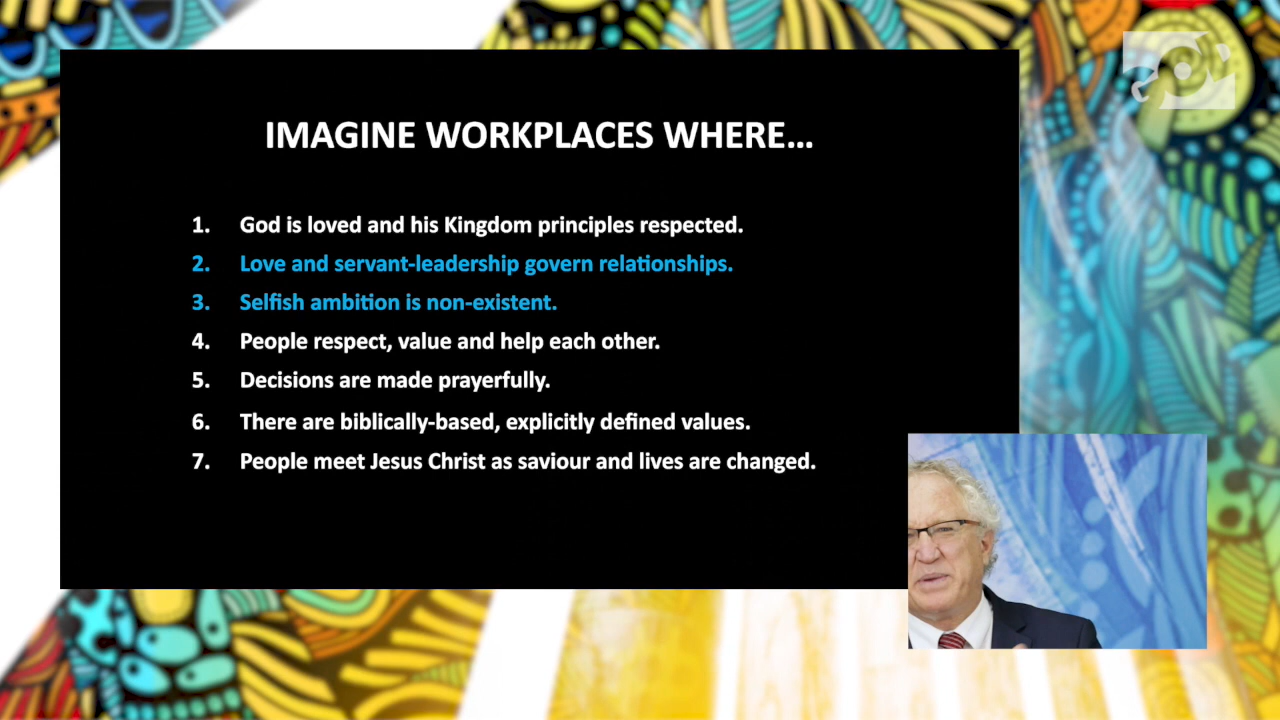 IMAGINE WORKPLACES WHERE...
1. God is loved and his Kingdom principles respected.
2. Love and servant-leadership govern relationships.
3. Selfish ambition is non-existent.
4. People respect, value and help each other.
5. Decisions are made prayerfully.
6. There are biblically-based, explicitly defined values.
7. People meet Jesus Christ as saviour and lives are changed.